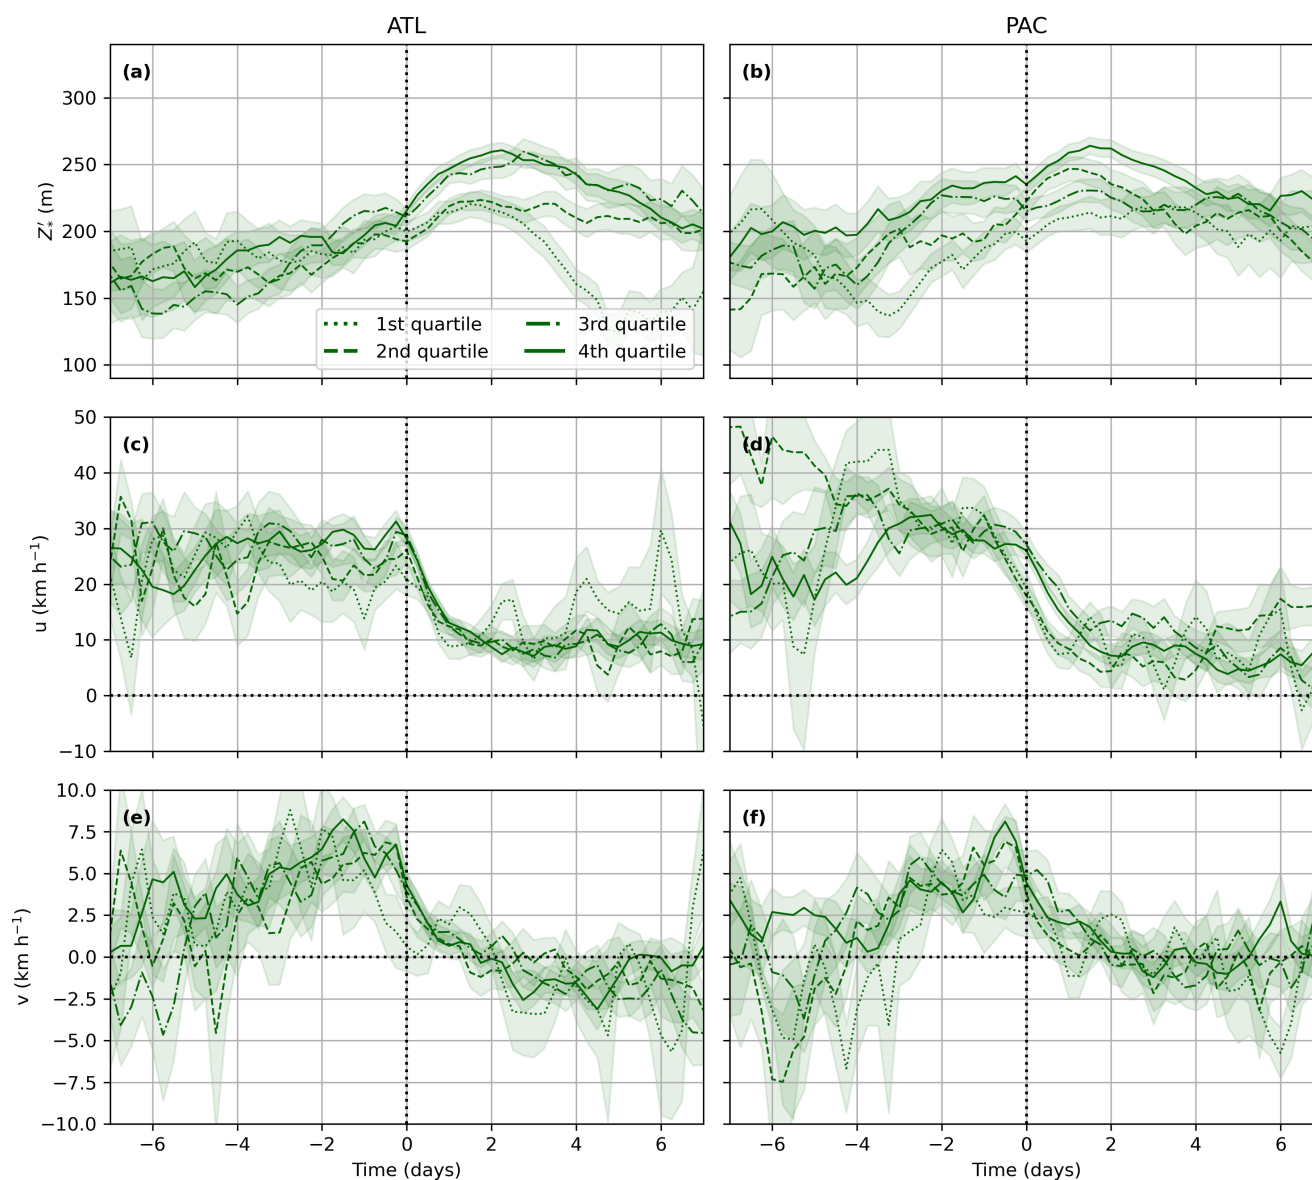 ATL PAC
(a) (b)
300
250
200
150
100
Z* (m)
1st quartile 3rd quartile
2nd quartile 4th quartile
(c) (d)
50
40
30
20
10
0
−10
u (km h−1)
(e) (f)
10.0
7.5
5.0
2.5
0.0
−2.5
−5.0
−7.5
−10.0
v (km h−1)
−6 −4 −2 0 2 4 6 −6 −4 −2 0 2 4 6
Time (days) Time (days)